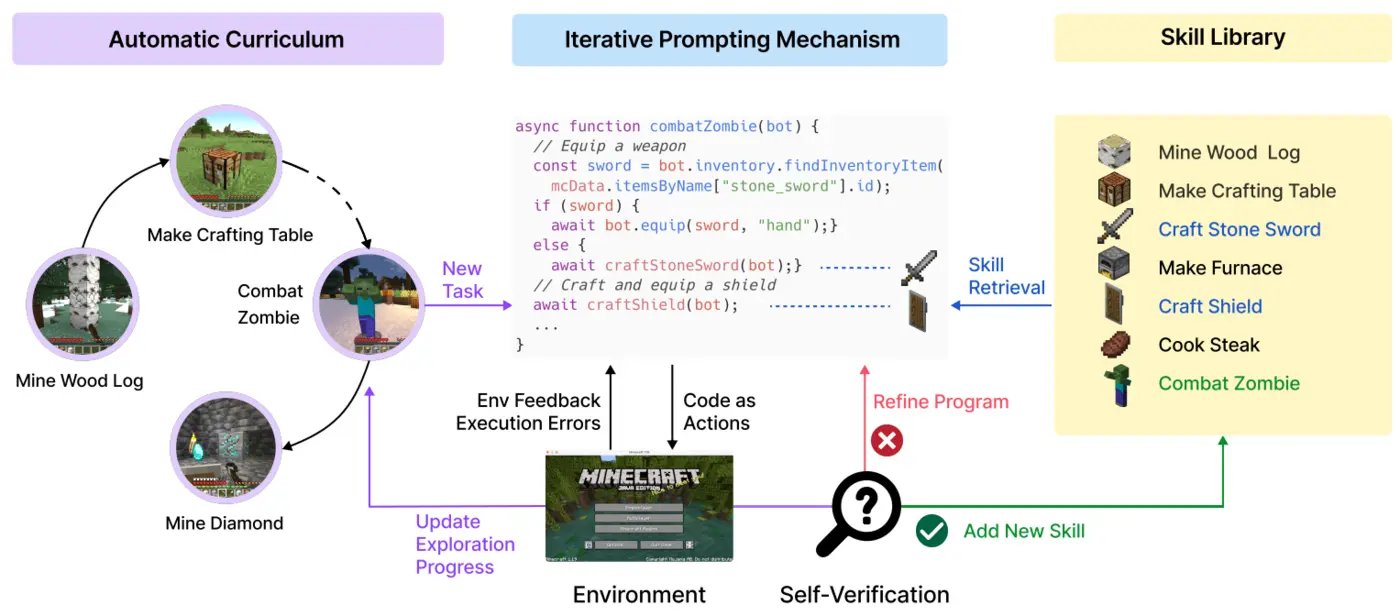 Automatic Curriculum
Iterative Prompting Mechanism
Skill Library
Make Crafting Table
Combat
Zombie
Mine Wood Log
Mine Diamond
New
Task
async function combatZombie(bot) {
// Equip a weapon
const sword = bot.inventory.findInventoryItem(
mcData.itemsByName["stone_sword"].id);
if (sword) {
await bot.equip(sword, "hand");}
else {
await craftStoneSword(bot);}
// Craft and equip a shield
await craftShield(bot);
...
}
Skill
Retrieval
Mine Wood Log
Make Crafting Table
Craft Stone Sword
Make Furnace
Craft Shield
Cook Steak
Combat Zombie
Env Feedback
Execution Errors
Code as
Actions
Refine Program
Update
Exploration
Progress
MINECRAFT
JAVA EDITION
?
Add New Skill
Environment
Self-Verification